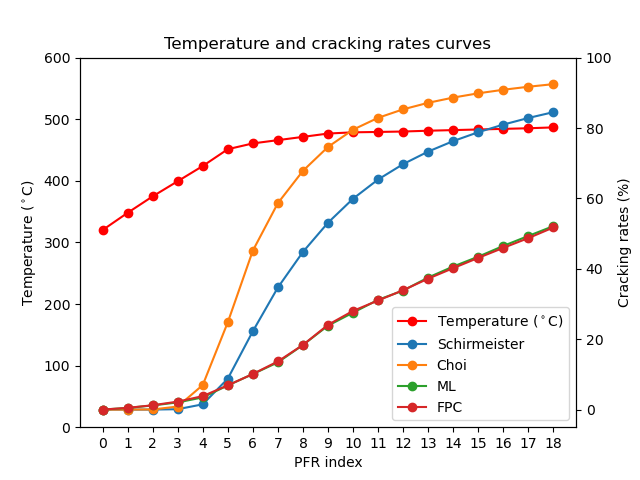 Temperature and cracking rates curves
600
500
400
300
200
100
0
Temperature (°C)
100
80
60
40
20
0
Cracking rates (%)
Temperature (°C)
Schirmeister
Choi
ML
FPC
0 1 2 3 4 5 6 7 8 9 10 11 12 13 14 15 16 17 18
PFR index